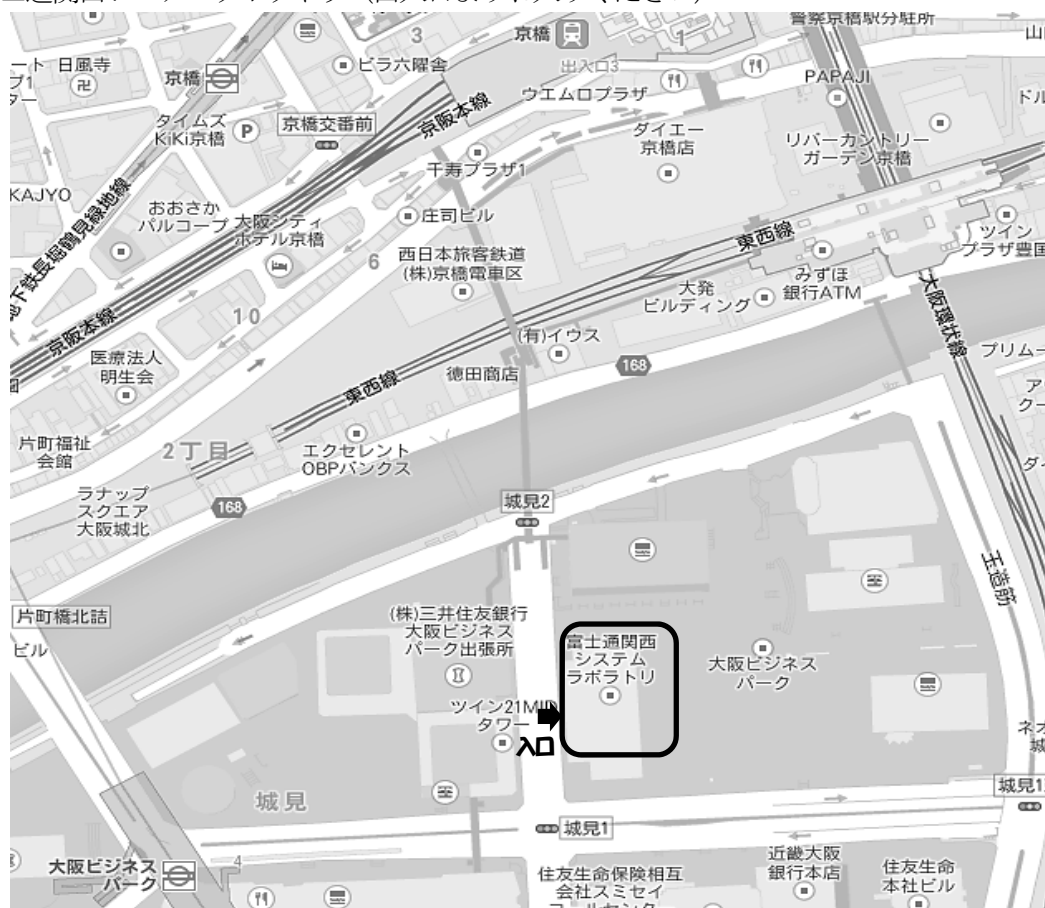 京橋
3
1
警察京橋駅分駐所
日風寺
ビラ六曜舎
出入口3
PAPAJI
京橋
ウエムロプラザ
タイムズ
KiKi京橋
京橋交番前
京阪本線
ダイエー
京橋店
リバーカントリー
ガーデン京橋
千寿プラザ1
KAJYO
おおさか
パルコープ
大阪シティ
ホテル京橋
庄司ビル
西日本旅客鉄道
(株)京橋電車区
6
東西線
ツイン
プラザ豊国
みずほ
銀行ATM
大発
ビルディング
大阪環状線
地下鉄長堀鶴見緑地線
京阪本線
10
(有)イウス
168
医療法人
明生会
徳田商店
東西線
片町福祉
会館
2丁目
エクセレント
OBPバンクス
ラナップ
スクエア
大阪城北
168
城見2
玉造筋
片町橋北詰
ビル
(株)三井住友銀行
大阪ビジネス
パーク出張所
富士通関西
システム
ラボラトリ
大阪ビジネス
パーク
ツイン21MID
タワー
入口
城見
城見1
城見1
大阪ビジネス
パーク
4
住友生命保険相互
会社スミセイ
近畿大阪
銀行本店
住友生命
本社ビル